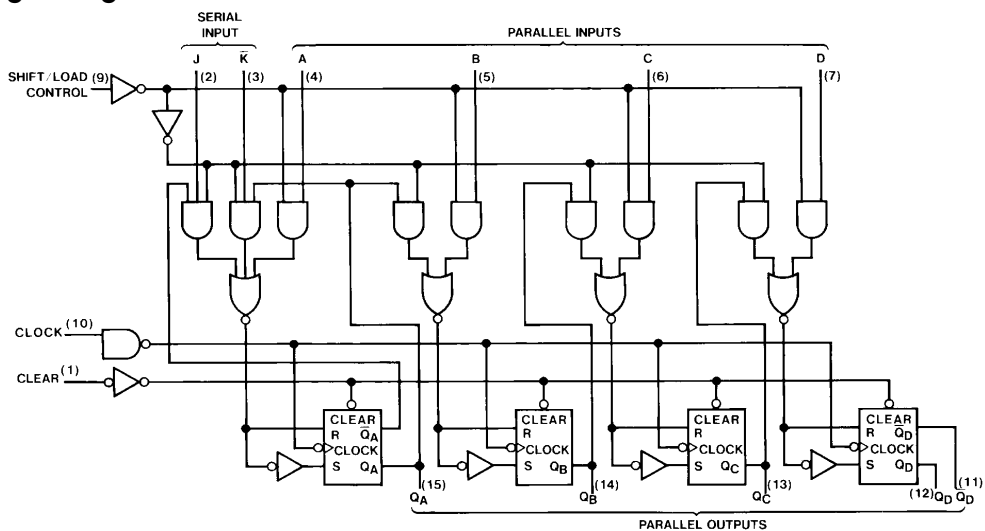 SERIAL
INPUT
PARALLEL INPUTS
J K̅ A B C D
SHIFT/LOAD (9) (2) (3) (4) (5) (6) (7)
CONTROL
CLOCK (10)
CLEAR (1)
CLEAR CLEAR CLEAR CLEAR
R Q̅A R R R Q̅D
CLOCK CLOCK CLOCK CLOCK
S QA S QB S QC S QD
(15) (14) (13) (11)
QA QB QC (12) QD Q̅D
PARALLEL OUTPUTS